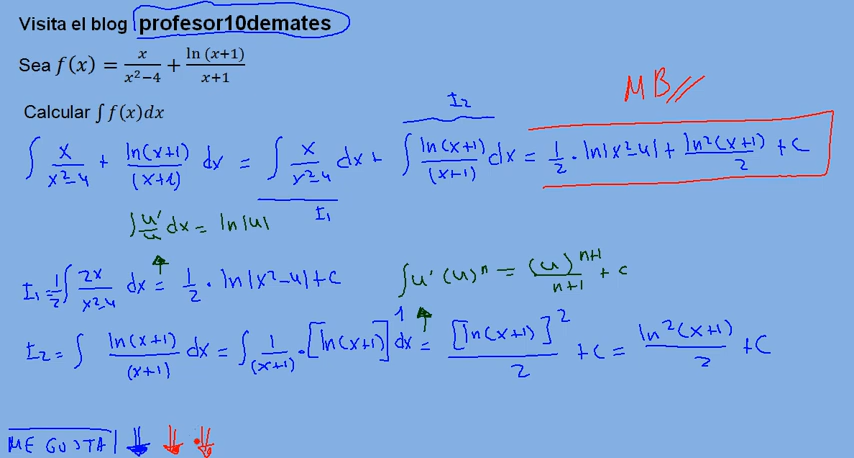 Visita el blog profesor10demates
Sea f(x) = x/(x²−4) + ln (x+1)/(x+1)
Calcular ∫ f(x)dx
MB
I₂
∫ x/(x²−4) + ln(x+1)/(x+1) dx = ∫ x/(x²−4) dx + ∫ ln(x+1)/(x+1) dx = 1/2 · ln|x²−4| + ln²(x+1)/2 + C
I₁
∫ u'/u dx = ln|u|
∫ u' (u)ⁿ = (u)ⁿ⁺¹/(n+1) + c
I₁ = 1/2 ∫ 2x/(x²−4) dx = 1/2 · ln|x²−4| + C
I₂ = ∫ ln(x+1)/(x+1) dx = ∫ 1/(x+1) · [ln(x+1)]¹ dx = [ln(x+1)]²/2 + C = ln²(x+1)/2 + C
ME GUSTA